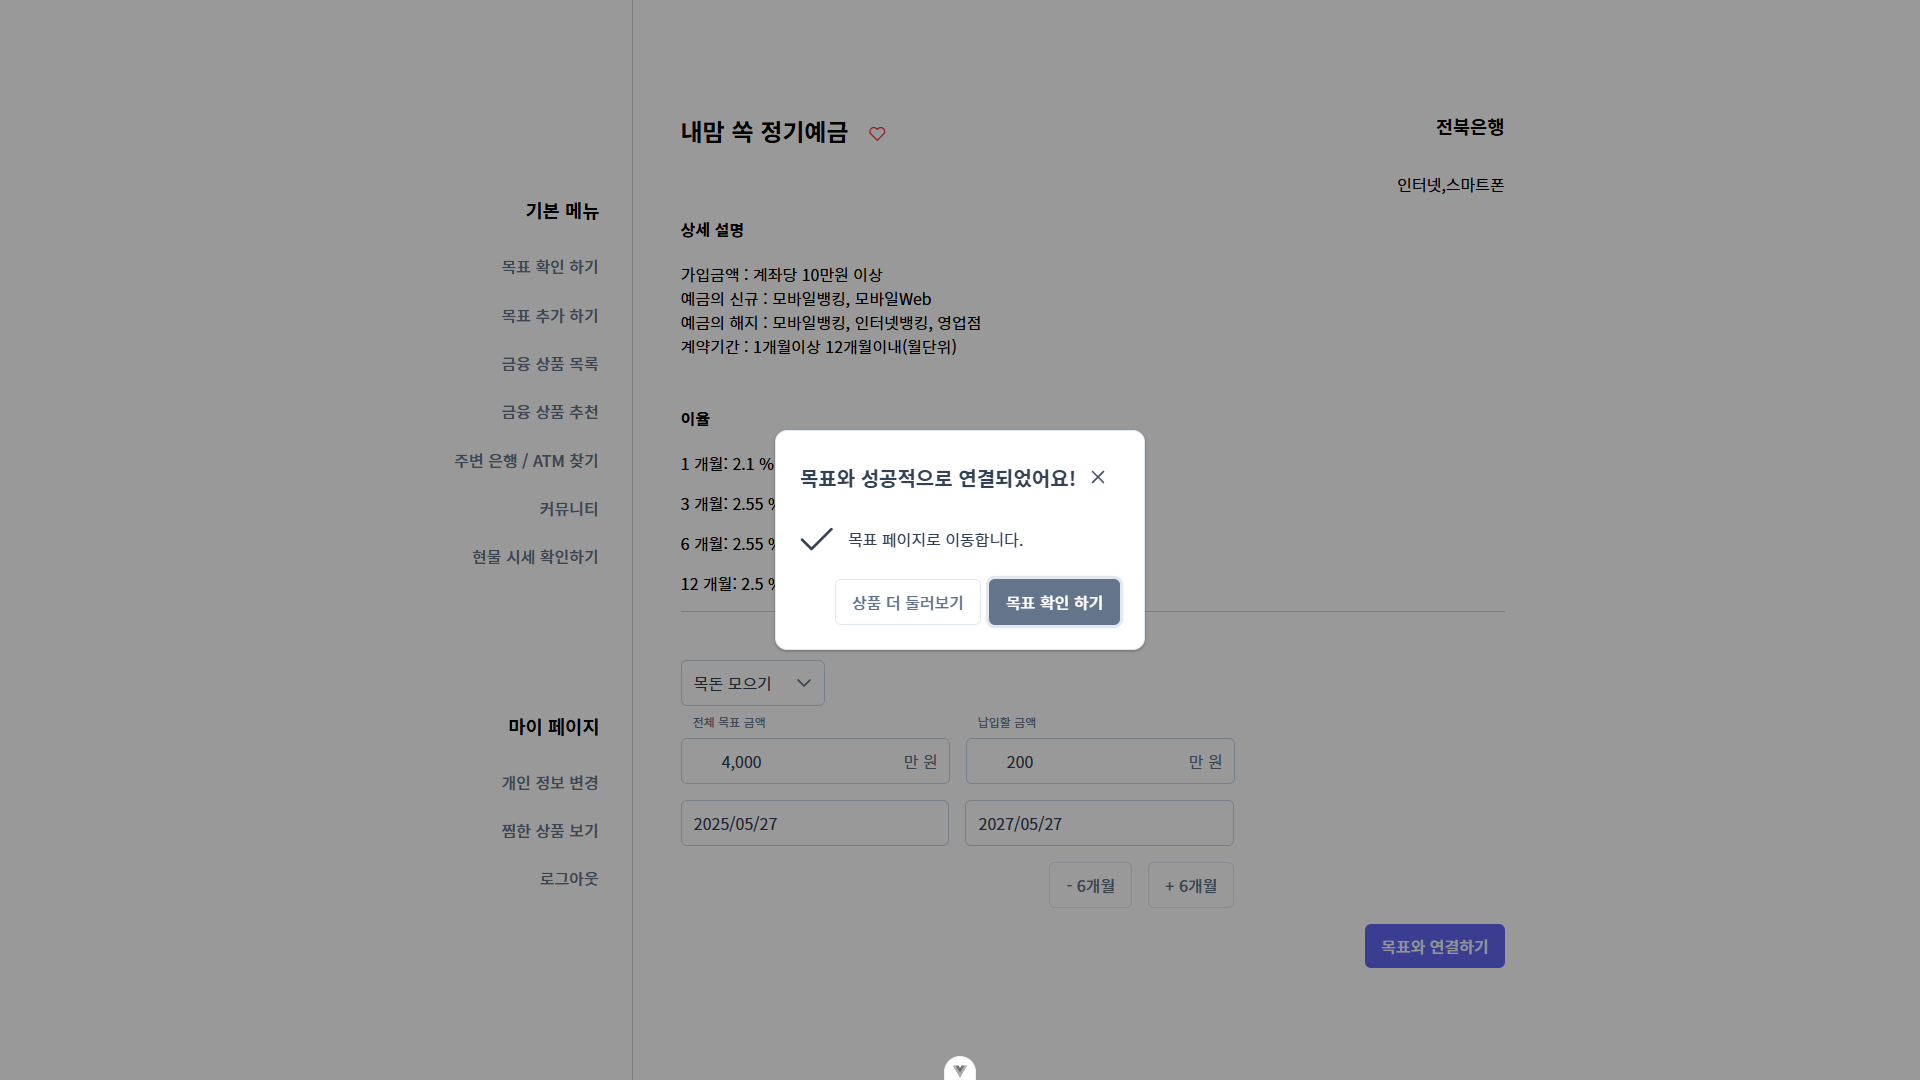 기본 메뉴
목표 확인 하기
목표 추가 하기
금융 상품 목록
금융 상품 추천
주변 은행 / ATM 찾기
커뮤니티
현물 시세 확인하기
마이 페이지
개인 정보 변경
찜한 상품 보기
로그아웃
내맘 쏙 정기예금
전북은행
인터넷,스마트폰
상세 설명
가입금액 : 계좌당 10만원 이상
예금의 신규 : 모바일뱅킹, 모바일Web
예금의 해지 : 모바일뱅킹, 인터넷뱅킹, 영업점
계약기간 : 1개월이상 12개월이내(월단위)
이율
1 개월: 2.1 %
3 개월: 2.55 %
6 개월: 2.55 %
12 개월: 2.5 %
목표와 성공적으로 연결되었어요!
목표 페이지로 이동합니다.
상품 더 둘러보기
목표 확인 하기
목돈 모으기
전체 목표 금액
납입할 금액
4,000 만 원
200 만 원
2025/05/27
2027/05/27
- 6개월
+ 6개월
목표와 연결하기